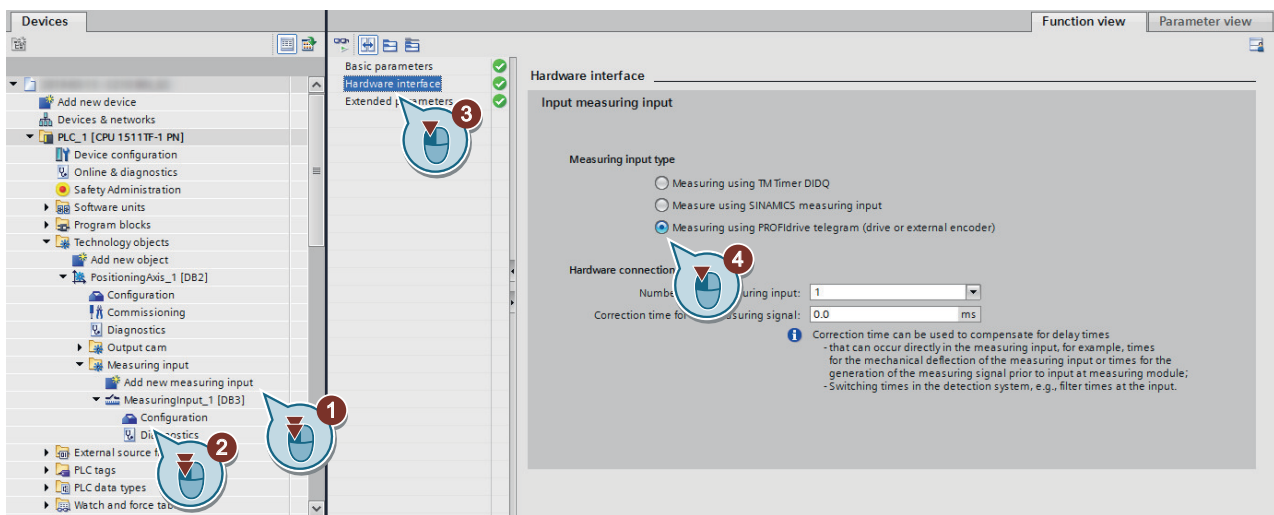 Devices
Function view
Parameter view
Add new device
Devices & networks
PLC_1 [CPU 1511TF-1 PN]
Device configuration
Online & diagnostics
Safety Administration
Software units
Program blocks
Technology objects
Add new object
PositioningAxis_1 [DB2]
Configuration
Commissioning
Diagnostics
Output cam
Measuring input
Add new measuring input
MeasuringInput_1 [DB3]
Configuration
External source
PLC tags
PLC data types
Watch and force
1
2
Basic parameters
Hardware interface
Extended
3
Hardware interface
Input measuring input
Measuring input type
Measuring using TM Timer DIDQ
Measure using SINAMICS measuring input
Measuring using PROFIdrive telegram (drive or external encoder)
4
Hardware connection
input: 1
Correction time signal: 0.0 ms
Correction time can be used to compensate for delay times
- that can occur directly in the measuring input, for example, times
for the mechanical deflection of the measuring input or times for the
generation of the measuring signal prior to input at measuring module;
- Switching times in the detection system, e.g., filter times at the input.